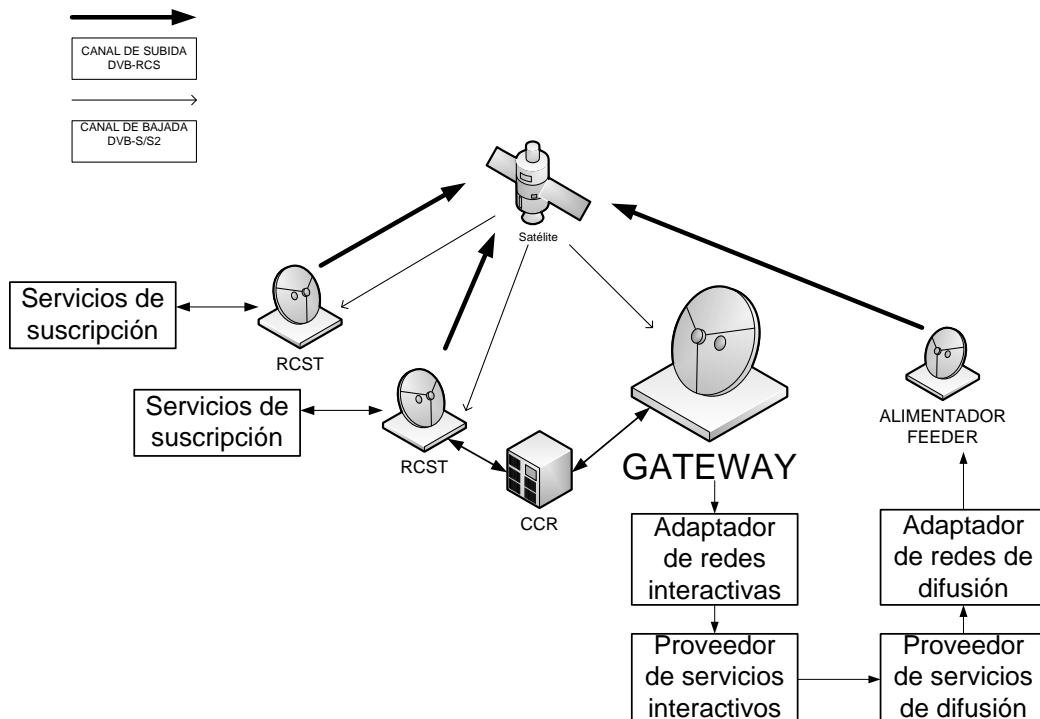 CANAL DE SUBIDA
DVB-RCS
CANAL DE BAJADA
DVB-S/S2
Satélite
Servicios de
suscripción
RCST
Servicios de
suscripción
RCST
CCR
GATEWAY
ALIMENTADOR
FEEDER
Adaptador
de redes
interactivas
Adaptador
de redes de
difusión
Proveedor
de servicios
interactivos
Proveedor
de servicios
de difusión